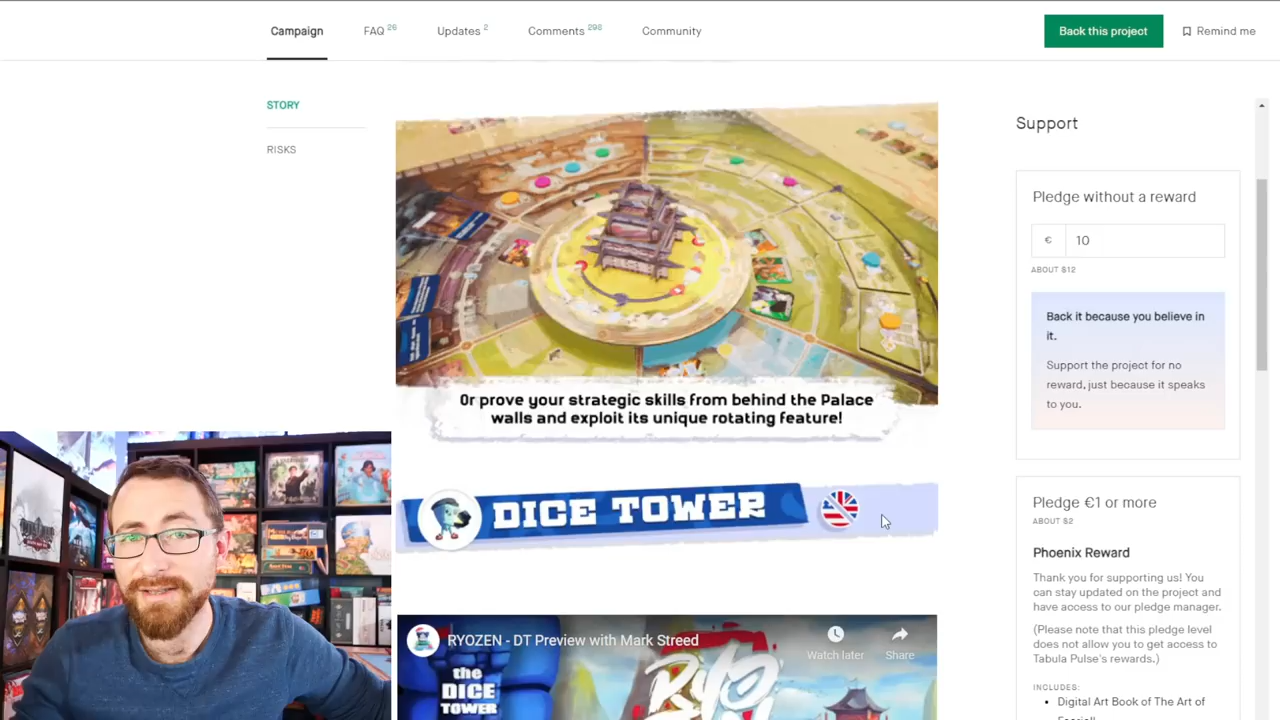 Campaign
FAQ 26
Updates 2
Comments 298
Community
Back this project
Remind me
STORY
RISKS
Or prove your strategic skills from behind the Palace
walls and exploit its unique rotating feature!
DICE TOWER
RYOZEN - DT Preview with Mark Streed
Watch later
Share
the
DICE
TOWER
RYO
Support
Pledge without a reward
€ 10
ABOUT $12
Back it because you believe in
it.
Support the project for no
reward, just because it speaks
to you.
Pledge €1 or more
ABOUT $2
Phoenix Reward
Thank you for supporting us! You
can stay updated on the project and
have access to our pledge manager.
(Please note that this pledge level
does not allow you to get access to
Tabula Pulse's rewards.)
INCLUDES:
• Digital Art Book of The Art of